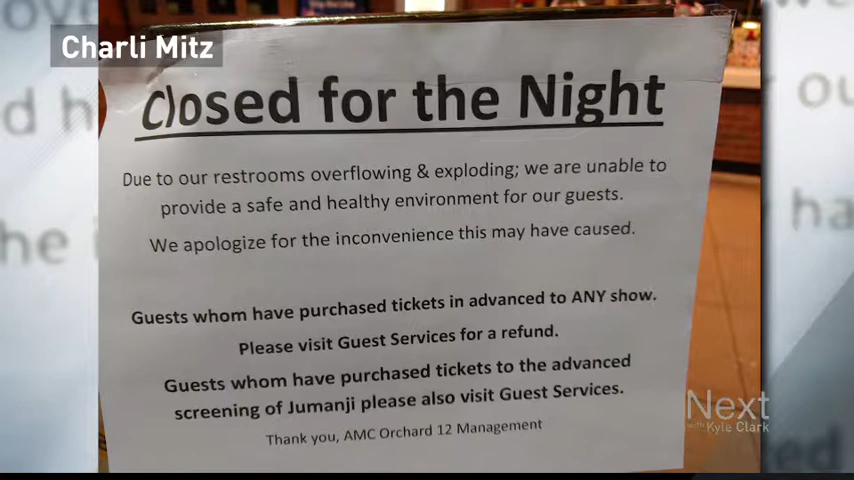 Charli Mitz
Closed for the Night
Due to our restrooms overflowing & exploding; we are unable to
provide a safe and healthy environment for our guests.
We apologize for the inconvenience this may have caused.
Guests whom have purchased tickets in advanced to ANY show.
Please visit Guest Services for a refund.
Guests whom have purchased tickets to the advanced
screening of Jumanji please also visit Guest Services.
Thank you, AMC Orchard 12 Management
Next
with Kyle Clark